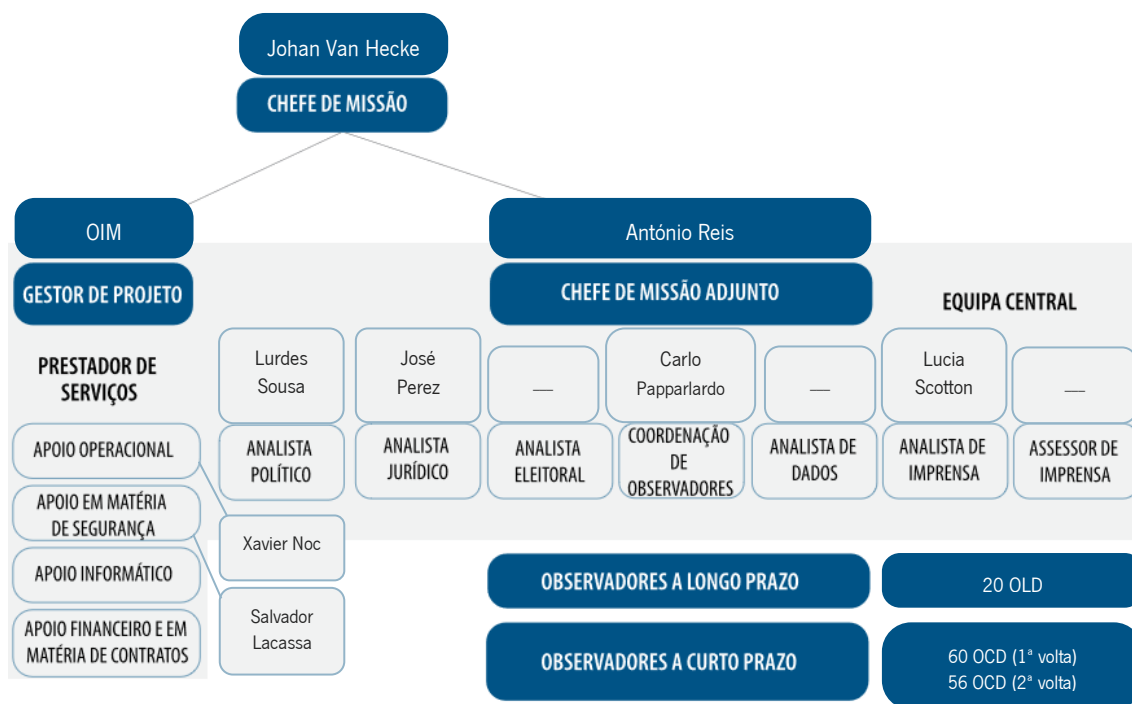 Johan Van Hecke
CHEFE DE MISSÃO
OIM
GESTOR DE PROJETO
António Reis
CHEFE DE MISSÃO ADJUNTO
EQUIPA CENTRAL
PRESTADOR DE
SERVIÇOS
APOIO OPERACIONAL
APOIO EM MATÉRIA
DE SEGURANÇA
APOIO INFORMÁTICO
APOIO FINANCEIRO E EM
MATÉRIA DE CONTRATOS
Lurdes
Sousa
ANALISTA
POLÍTICO
José
Perez
ANALISTA
JURÍDICO
—
ANALISTA
ELEITORAL
Carlo
Papparlardo
COORDENAÇÃO
DE
OBSERVADORES
—
ANALISTA DE
DADOS
Lucia
Scotton
ANALISTA DE
IMPRENSA
—
ASSESSOR DE
IMPRENSA
Xavier Noc
Salvador
Lacassa
OBSERVADORES A LONGO PRAZO
20 OLD
OBSERVADORES A CURTO PRAZO
60 OCD (1ª volta)
56 OCD (2ª volta)